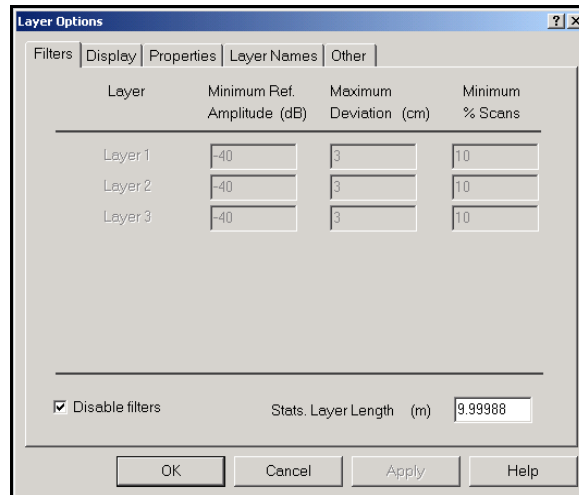 Layer Options
Filters Display Properties Layer Names Other
Layer Minimum Ref. Amplitude (dB) Maximum Deviation (cm) Minimum % Scans
Layer 1 -40 3 10
Layer 2 -40 3 10
Layer 3 -40 3 10
Disable filters Stats. Layer Length (m) 9.99988
OK Cancel Apply Help